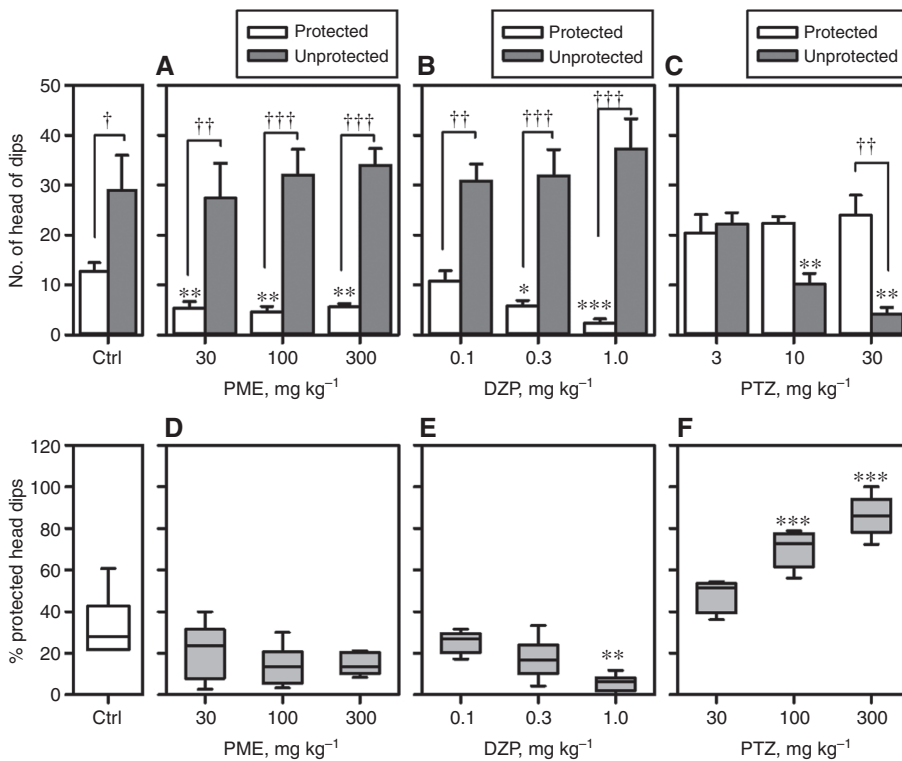 Protected
Unprotected
Protected
Unprotected
Protected
Unprotected
A
B
C
No. of head of dips
50
40
30
20
10
0
†
††
†††
†††
**
**
**
††
†††
†††
*
***
††
**
**
Ctrl
30 100 300
0.1 0.3 1.0
3 10 30
PME, mg kg⁻¹
DZP, mg kg⁻¹
PTZ, mg kg⁻¹
D
E
F
% protected head dips
120
100
80
60
40
20
0
**
***
***
Ctrl
30 100 300
0.1 0.3 1.0
30 100 300
PME, mg kg⁻¹
DZP, mg kg⁻¹
PTZ, mg kg⁻¹